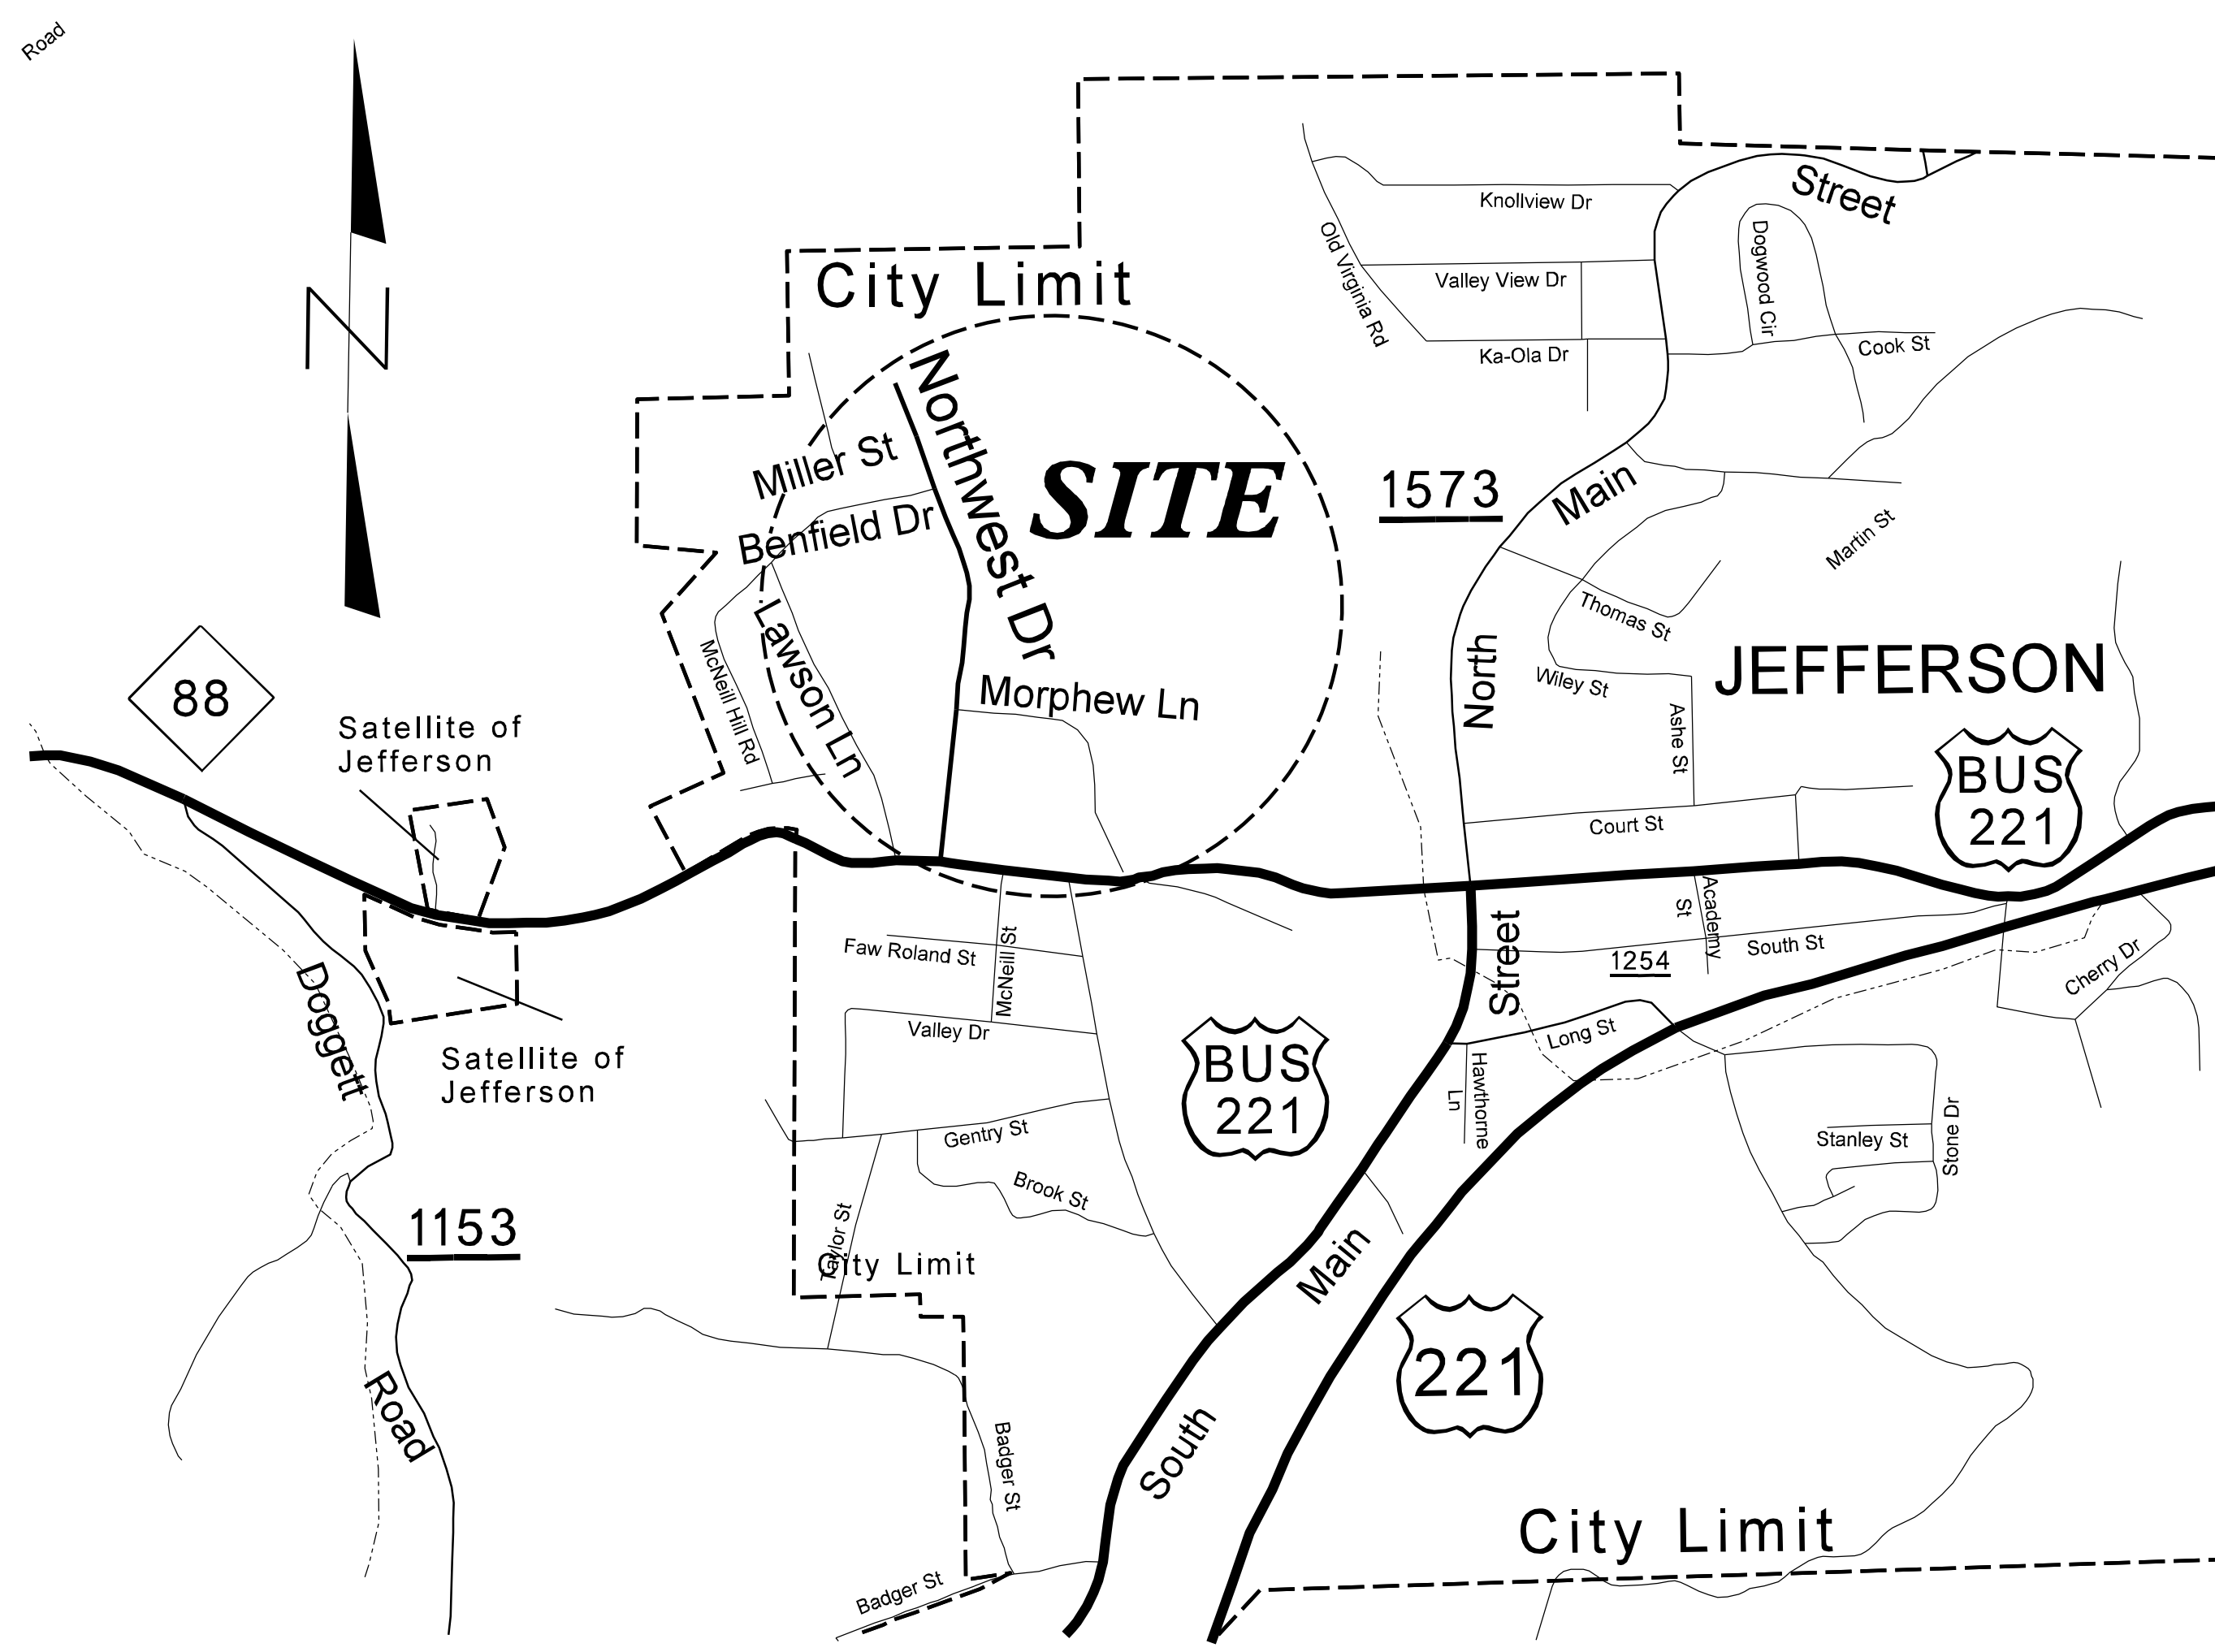 Road
Street
Knollview Dr
Old Virginia Rd
Dogwood Cir
City Limit
Valley View Dr
Cook St
Ka-Ola Dr
N
Northwest Dr
Miller St
SITE
1573
Main
Benfield Dr
Martin St
Lawson Ln
Thomas St
McNeill Hill Rd
North
Wiley St
JEFFERSON
88
Morphew Ln
Ashe St
Satellite of
Jefferson
BUS
221
Court St
Academy
St
Street
Faw Roland St
McNeill St
South St
1254
Cherry Dr
Doggett
Valley Dr
Long St
Satellite of
Jefferson
BUS
221
Hawthorne
Ln
Gentry St
Stanley St
Stone Dr
Brook St
1153
Taylor St
City Limit
Main
221
Road
South
Badger St
City Limit
Badger St